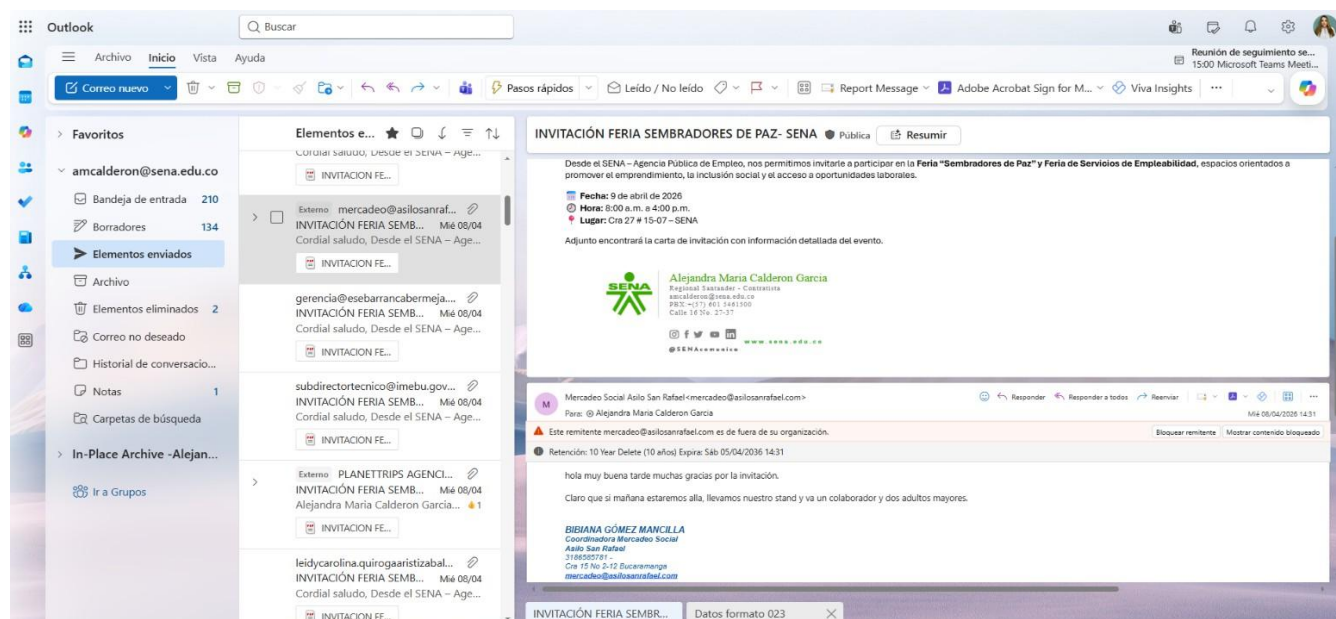 Outlook
Buscar
Archivo Inicio Vista Ayuda
Reunión de seguimiento se...
15:00 Microsoft Teams Meeti...
Correo nuevo
Pasos rápidos
Leído / No leído
Report Message
Adobe Acrobat Sign for M...
Viva Insights
Favoritos
amcalderon@sena.edu.co
Bandeja de entrada 210
Borradores 134
Elementos enviados
Archivo
Elementos eliminados 2
Correo no deseado
Historial de conversacio...
Notas 1
Carpetas de búsqueda
In-Place Archive -Alejan...
Ir a Grupos
Elementos e...
Cordial saludo, Desde el SENA – Age...
INVITACION FE...
Externo mercadeo@asilosanraf...
INVITACIÓN FERIA SEMB... Mié 08/04
Cordial saludo, Desde el SENA – Age...
INVITACION FE...
gerencia@esebarrancabermeja....
INVITACIÓN FERIA SEMB... Mié 08/04
Cordial saludo, Desde el SENA – Age...
INVITACION FE...
subdirectortecnico@imebu.gov...
INVITACIÓN FERIA SEMB... Mié 08/04
Cordial saludo, Desde el SENA – Age...
INVITACION FE...
Externo PLANETTRIPS AGENCI...
INVITACIÓN FERIA SEMB... Mié 08/04
Alejandra Maria Calderon Garcia... 1
INVITACION FE...
leidycarolina.quirogaaristizabal...
INVITACIÓN FERIA SEMB... Mié 08/04
Cordial saludo, Desde el SENA – Age...
INVITACION FE...
INVITACIÓN FERIA SEMBRADORES DE PAZ- SENA Pública Resumir
Desde el SENA – Agencia Pública de Empleo, nos permitimos invitarle a participar en la Feria “Sembradores de Paz” y Feria de Servicios de Empleabilidad, espacios orientados a
promover el emprendimiento, la inclusión social y el acceso a oportunidades laborales.
Fecha: 9 de abril de 2026
Hora: 8:00 a.m. a 4:00 p.m.
Lugar: Cra 27 # 15-07 – SENA
Adjunto encontrará la carta de invitación con información detallada del evento.
SENA
Alejandra Maria Calderon Garcia
Regional Santander - Contratista
amcalderon@sena.edu.co
PBX:+(57) 601 5461500
Calle 16 No. 27-37
www.sena.edu.co
@SENAcomunica
M
Mercadeo Social Asilo San Rafael<mercadeo@asilosanrafael.com>
Responder Responder a todos Reenviar
Para: Alejandra Maria Calderon Garcia
Mié 08/04/2026 14:31
Este remitente mercadeo@asilosanrafael.com es de fuera de su organización.
Bloquear remitente Mostrar contenido bloqueado
Retención: 10 Year Delete (10 años) Expira: Sáb 05/04/2036 14:31
hola muy buena tarde muchas gracias por la invitación.
Claro que si mañana estaremos alla, llevamos nuestro stand y va un colaborador y dos adultos mayores.
BIBIANA GÓMEZ MANCILLA
Coordinadora Mercadeo Social
Asilo San Rafael
3186585781 -
Cra 15 No 2-12 Bucaramanga
mercadeo@asilosanrafael.com
INVITACIÓN FERIA SEMBR...
Datos formato 023